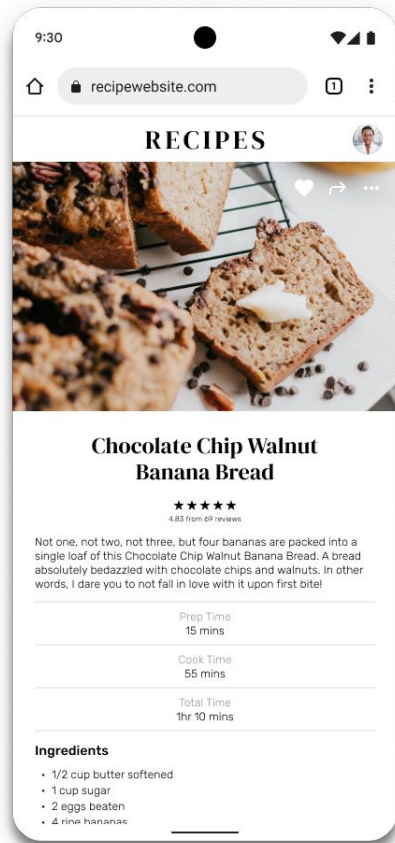 9:30
recipewebsite.com
1
RECIPES
Chocolate Chip Walnut
Banana Bread
★★★★★
4.83 from 69 reviews
Not one, not two, not three, but four bananas are packed into a
single loaf of this Chocolate Chip Walnut Banana Bread. A bread
absolutely bedazzled with chocolate chips and walnuts. In other
words, I dare you to not fall in love with it upon first bite!
Prep Time
15 mins
Cook Time
55 mins
Total Time
1hr 10 mins
Ingredients
• 1/2 cup butter softened
• 1 cup sugar
• 2 eggs beaten
• 4 ripe bananas